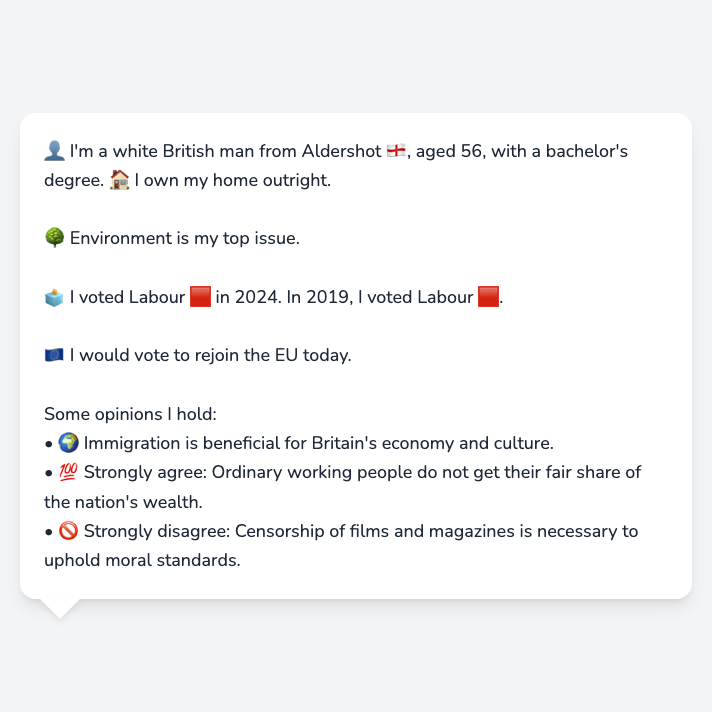 👤 I'm a white British man from Aldershot 🏴󠁧󠁢󠁥󠁮󠁧󠁿, aged 56, with a bachelor's
degree. 🏠 I own my home outright.
🌳 Environment is my top issue.
🗳️ I voted Labour 🟥 in 2024. In 2019, I voted Labour 🟥.
🇪🇺 I would vote to rejoin the EU today.
Some opinions I hold:
• 🌍 Immigration is beneficial for Britain's economy and culture.
• 💯 Strongly agree: Ordinary working people do not get their fair share of
the nation's wealth.
• 🚫 Strongly disagree: Censorship of films and magazines is necessary to
uphold moral standards.